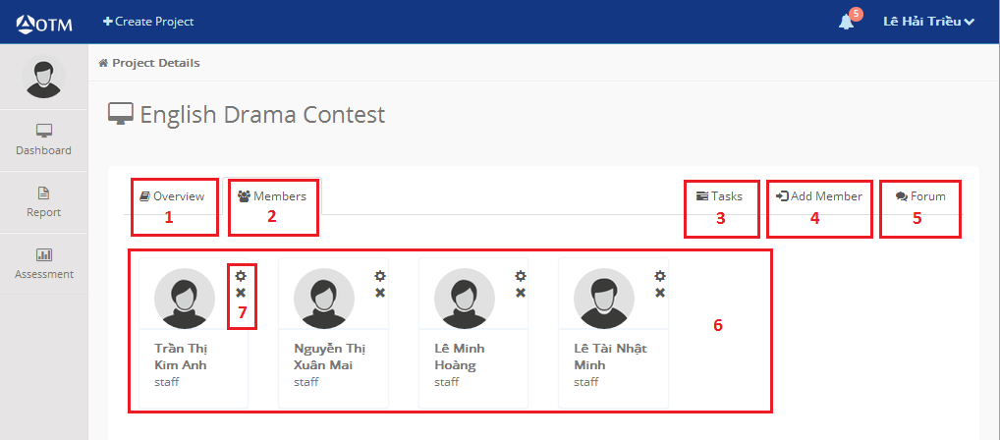 AOTM
Create Project
5
Lê Hải Triều
Project Details
English Drama Contest
Dashboard
Report
Assessment
Overview
1
Members
2
Tasks
3
Add Member
4
Forum
5
7
6
Trần Thị
Kim Anh
staff
Nguyễn Thị
Xuân Mai
staff
Lê Minh
Hoàng
staff
Lê Tài Nhật
Minh
staff